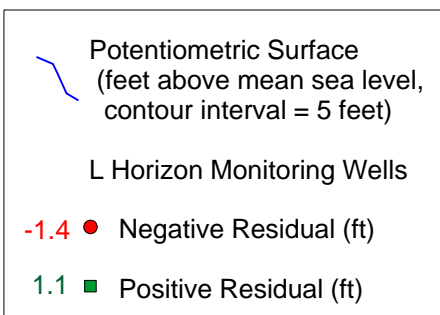 Potentiometric Surface
(feet above mean sea level,
contour interval = 5 feet)
L Horizon Monitoring Wells
-1.4 Negative Residual (ft)
1.1 Positive Residual (ft)